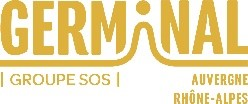 GERMINAL
| GROUPE SOS | AUVERGNE
RHÔNE-ALPES